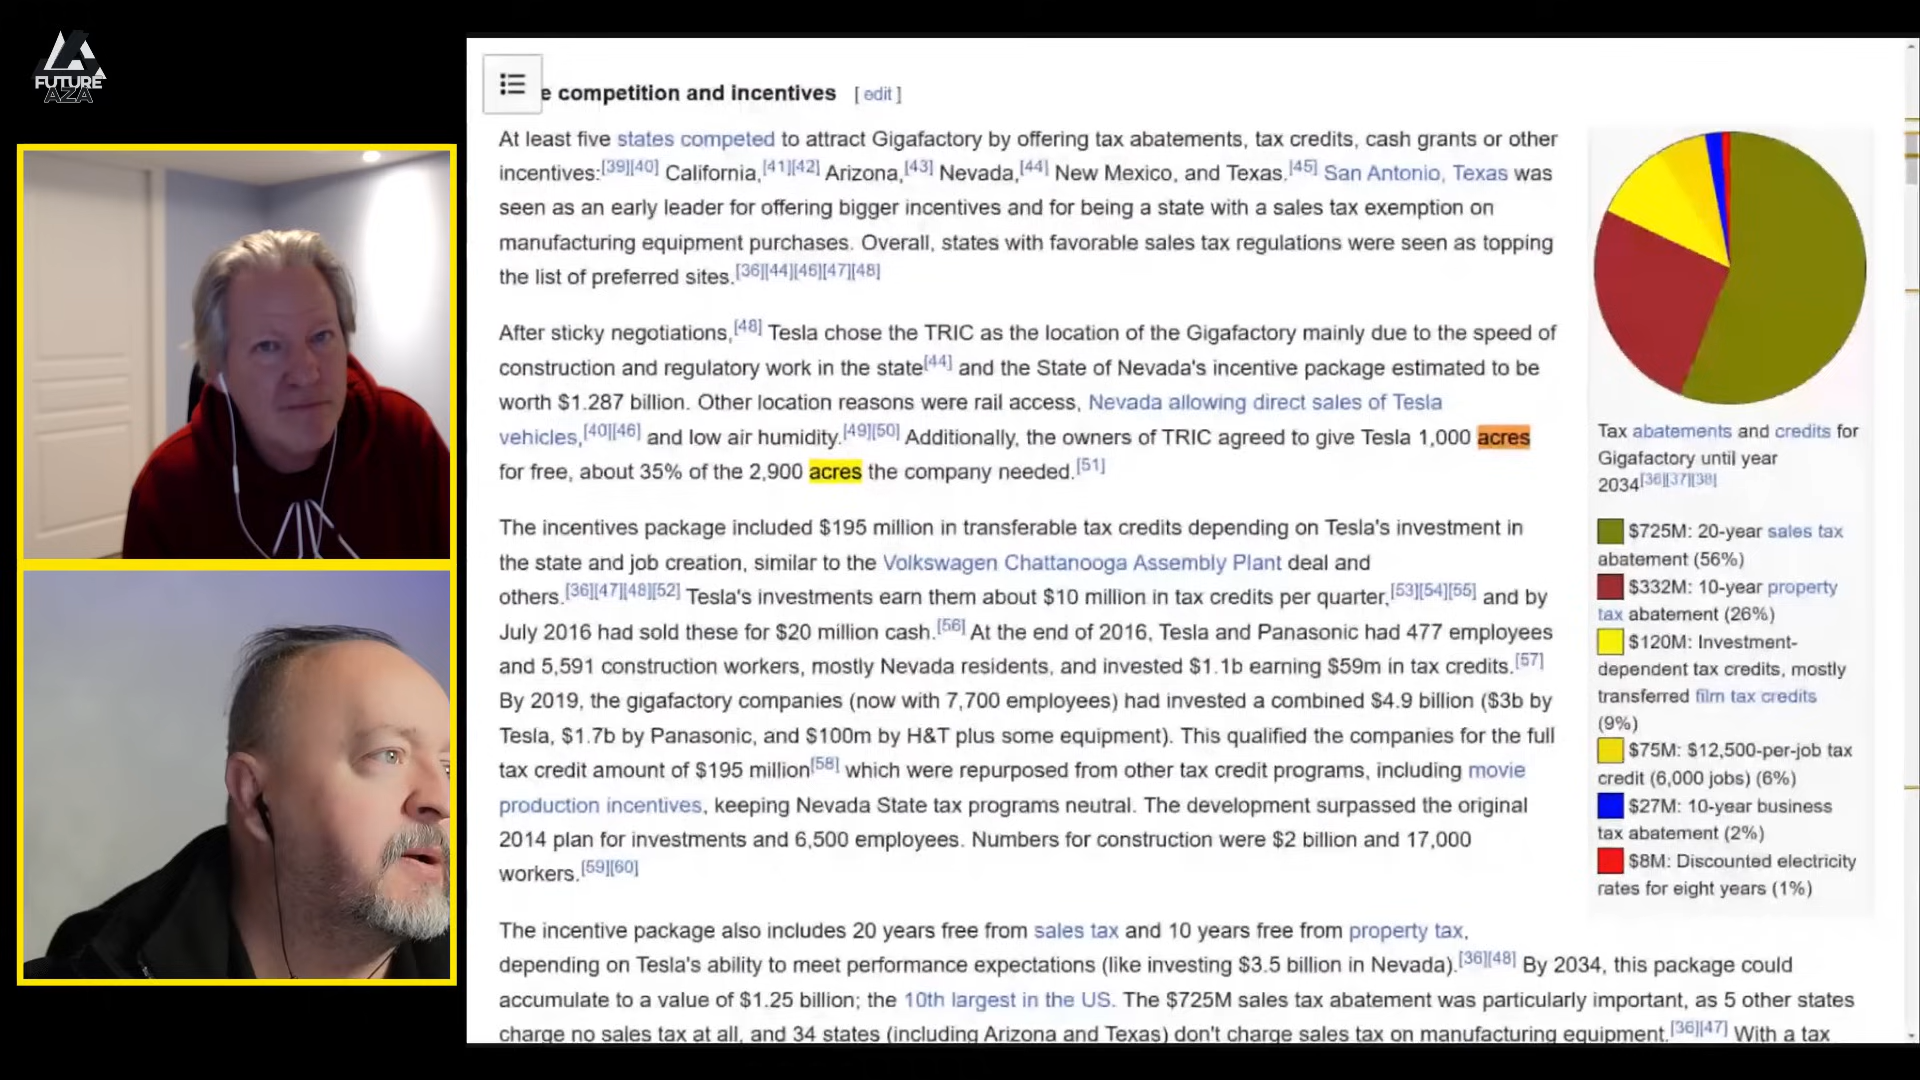 FUTURE
AZA
e competition and incentives [ edit ]
At least five states competed to attract Gigafactory by offering tax abatements, tax credits, cash grants or other
incentives:[39][40] California,[41][42] Arizona,[43] Nevada,[44] New Mexico, and Texas.[45] San Antonio, Texas was
seen as an early leader for offering bigger incentives and for being a state with a sales tax exemption on
manufacturing equipment purchases. Overall, states with favorable sales tax regulations were seen as topping
the list of preferred sites.[36][44][46][47][48]
After sticky negotiations,[48] Tesla chose the TRIC as the location of the Gigafactory mainly due to the speed of
construction and regulatory work in the state[44] and the State of Nevada's incentive package estimated to be
worth $1.287 billion. Other location reasons were rail access, Nevada allowing direct sales of Tesla
vehicles,[40][46] and low air humidity.[49][50] Additionally, the owners of TRIC agreed to give Tesla 1,000 acres
for free, about 35% of the 2,900 acres the company needed.[51]
The incentives package included $195 million in transferable tax credits depending on Tesla's investment in
the state and job creation, similar to the Volkswagen Chattanooga Assembly Plant deal and
others.[36][47][48][52] Tesla's investments earn them about $10 million in tax credits per quarter,[53][54][55] and by
July 2016 had sold these for $20 million cash.[56] At the end of 2016, Tesla and Panasonic had 477 employees
and 5,591 construction workers, mostly Nevada residents, and invested $1.1b earning $59m in tax credits.[57]
By 2019, the gigafactory companies (now with 7,700 employees) had invested a combined $4.9 billion ($3b by
Tesla, $1.7b by Panasonic, and $100m by H&T plus some equipment). This qualified the companies for the full
tax credit amount of $195 million[58] which were repurposed from other tax credit programs, including movie
production incentives, keeping Nevada State tax programs neutral. The development surpassed the original
2014 plan for investments and 6,500 employees. Numbers for construction were $2 billion and 17,000
workers.[59][60]
The incentive package also includes 20 years free from sales tax and 10 years free from property tax,
depending on Tesla's ability to meet performance expectations (like investing $3.5 billion in Nevada).[36][48] By 2034, this package could
accumulate to a value of $1.25 billion; the 10th largest in the US. The $725M sales tax abatement was particularly important, as 5 other states
charge no sales tax at all, and 34 states (including Arizona and Texas) don't charge sales tax on manufacturing equipment.[36][47] With a tax
Tax abatements and credits for
Gigafactory until year
2034[36][37][38]
$725M: 20-year sales tax
abatement (56%)
$332M: 10-year property
tax abatement (26%)
$120M: Investment-
dependent tax credits, mostly
transferred film tax credits
(9%)
$75M: $12,500-per-job tax
credit (6,000 jobs) (6%)
$27M: 10-year business
tax abatement (2%)
$8M: Discounted electricity
rates for eight years (1%)